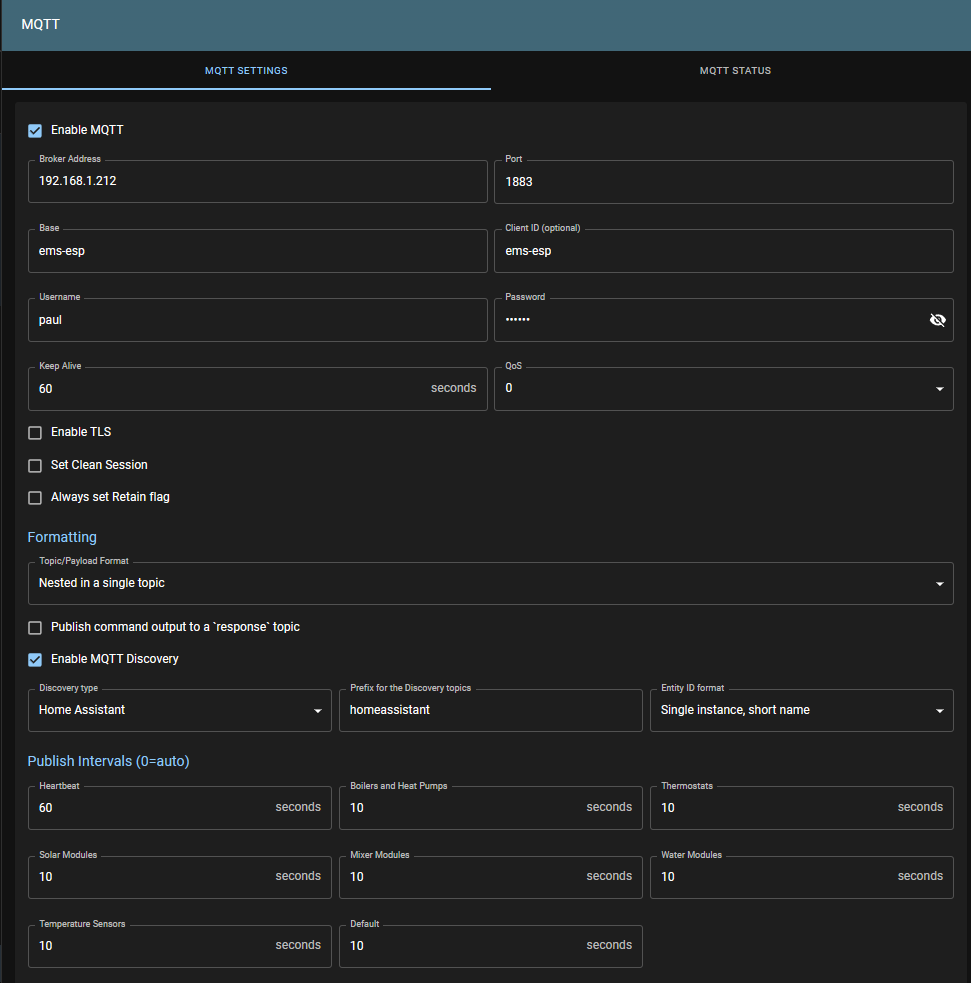 MQTT
MQTT SETTINGS MQTT STATUS
Enable MQTT
Broker Address Port
192.168.1.212 1883
Base Client ID (optional)
ems-esp ems-esp
Username Password
paul ••••••
Keep Alive QoS
60 seconds 0
Enable TLS
Set Clean Session
Always set Retain flag
Formatting
Topic/Payload Format
Nested in a single topic
Publish command output to a `response` topic
Enable MQTT Discovery
Discovery type Prefix for the Discovery topics Entity ID format
Home Assistant homeassistant Single instance, short name
Publish Intervals (0=auto)
Heartbeat Boilers and Heat Pumps Thermostats
60 seconds 10 seconds 10 seconds
Solar Modules Mixer Modules Water Modules
10 seconds 10 seconds 10 seconds
Temperature Sensors Default
10 seconds 10 seconds